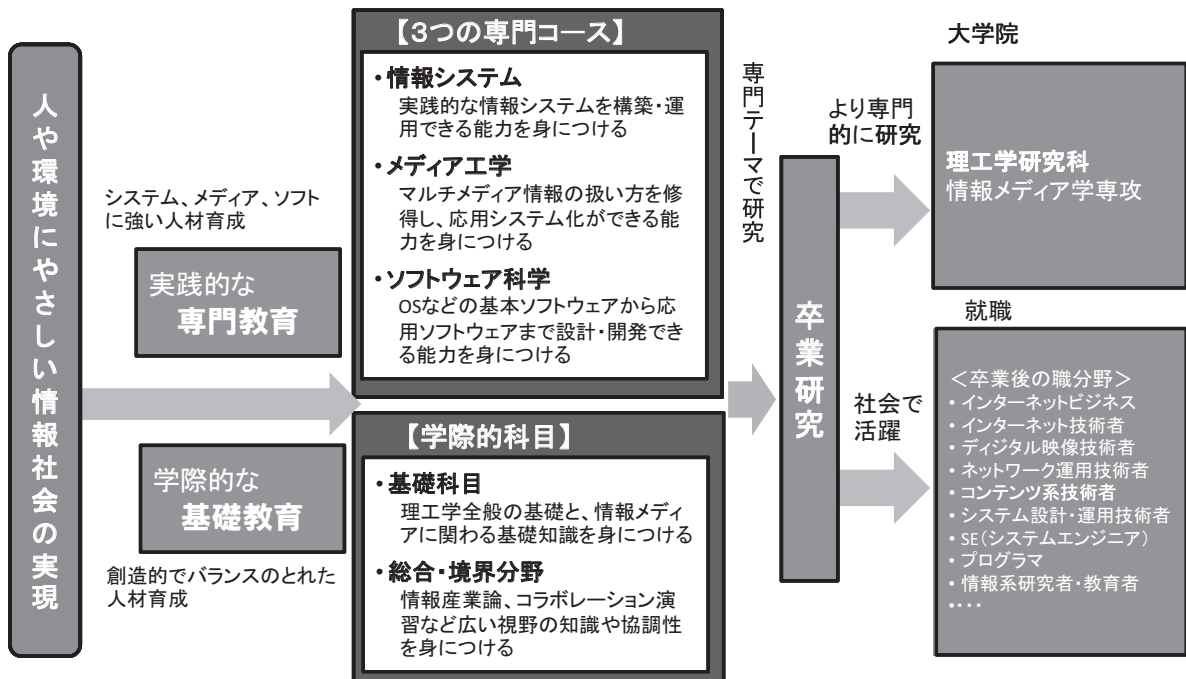 人や環境にやさしい情報社会の実現
システム、メディア、ソフト
に強い人材育成
実践的な
専門教育
学際的な
基礎教育
創造的でバランスのとれた
人材育成
【3つの専門コース】
・情報システム
実践的な情報システムを構築・運
用できる能力を身につける
・メディア工学
マルチメディア情報の扱い方を修
得し、応用システム化ができる能
力を身につける
・ソフトウェア科学
OSなどの基本ソフトウェアから応
用ソフトウェアまで設計・開発でき
る能力を身につける
【学際的科目】
・基礎科目
理工学全般の基礎と、情報メディ
アに関わる基礎知識を身につける
・総合・境界分野
情報産業論、コラボレーション演
習など広い視野の知識や協調性
を身につける
専門テーマで研究
卒業研究
より専門
的に研究
大学院
理工学研究科
情報メディア学専攻
社会で
活躍
就職
＜卒業後の職分野＞
・インターネットビジネス
・インターネット技術者
・ディジタル映像技術者
・ネットワーク運用技術者
・コンテンツ系技術者
・システム設計・運用技術者
・SE(システムエンジニア)
・プログラマ
・情報系研究者・教育者
・・・・